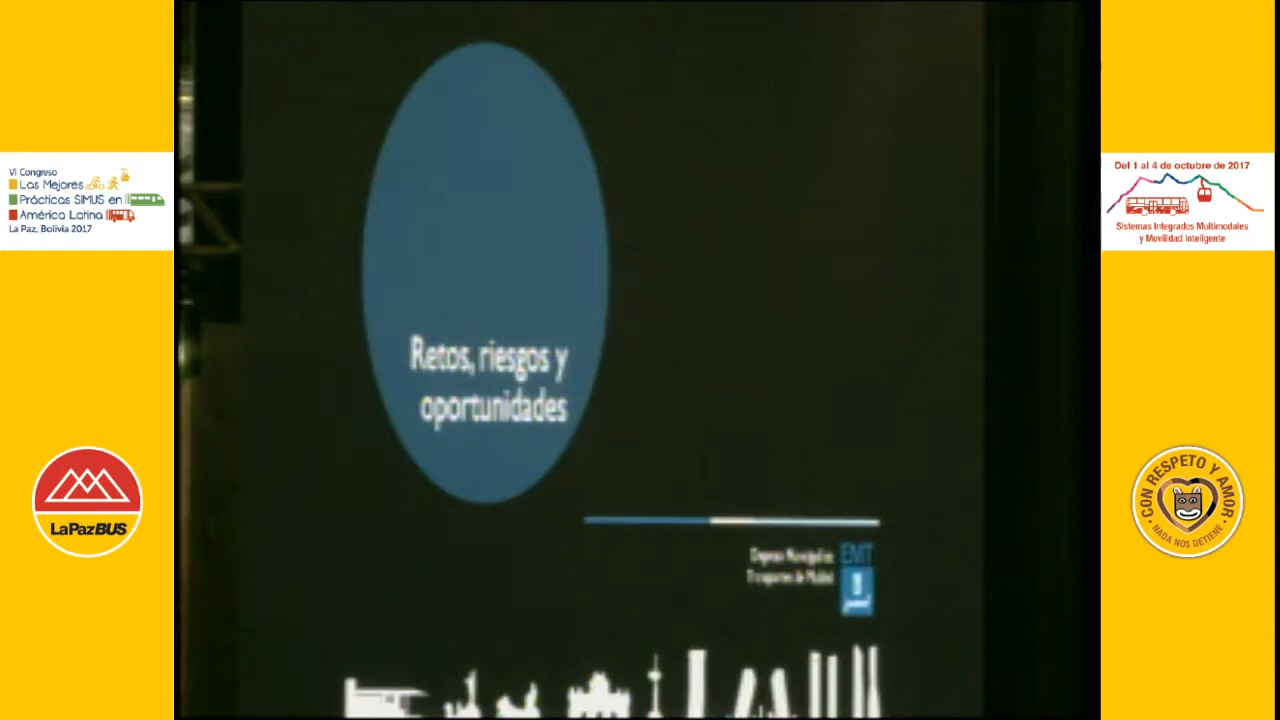 VI Congreso
Las Mejores
Prácticas SIMUS en
América Latina
La Paz, Bolivia 2017
LaPazBUS
Retos, riesgos y
oportunidades
Empresa Municipal de
Transportes de Madrid
EMT
Del 1 al 4 de octubre de 2017
Sistemas Integrados Multimodales
y Movilidad Inteligente
CON RESPETO Y AMOR
NADA NOS DETIENE